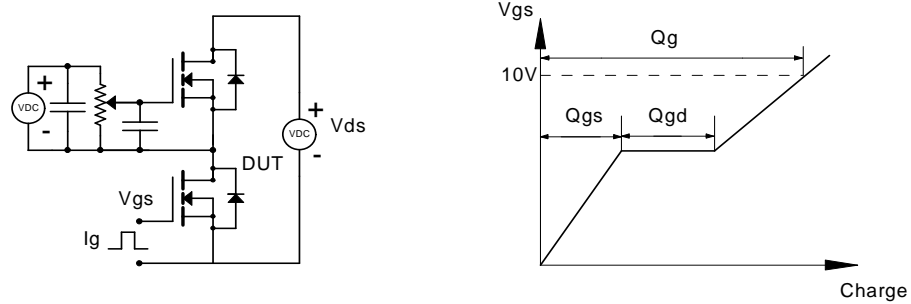 +
VDC
-
+
VDC
-
Vds
DUT
Vgs
Ig
Vgs
Qg
10V
Qgs
Qgd
Charge